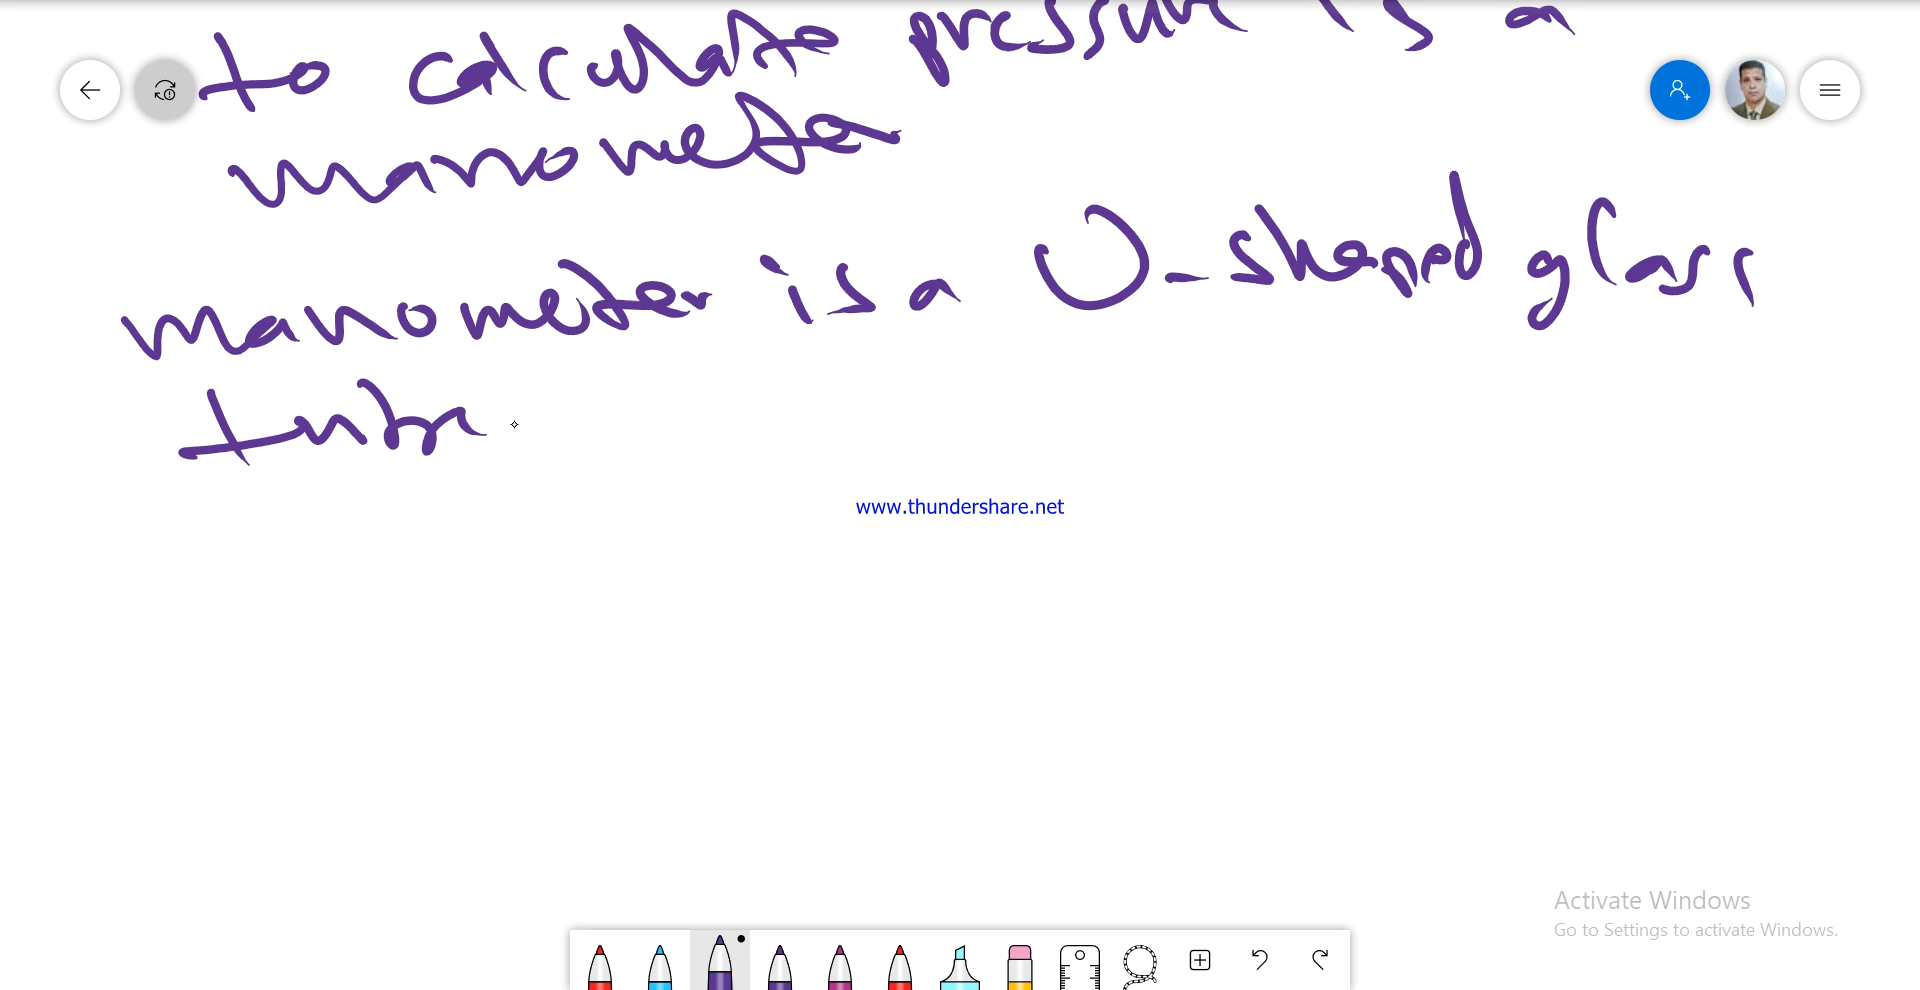 to calculate pressure is a
manometer
manometer is a U-shaped glass
tube
www.thundershare.net
Activate Windows
Go to Settings to activate Windows.